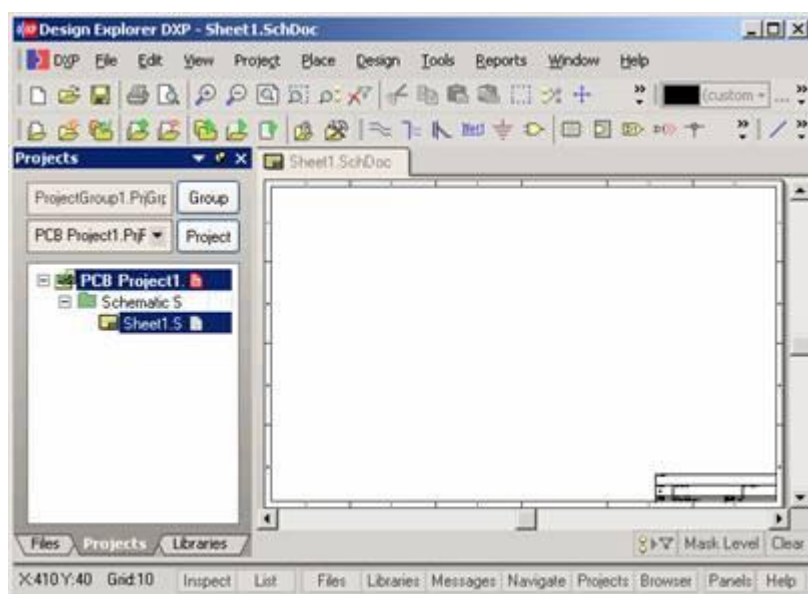 Design Explorer DXP - Sheet1.SchDoc
DXP File Edit View Project Place Design Tools Reports Window Help
(custom ...
Net1
Projects
Sheet1.SchDoc
ProjectGroup1.PrjGrp Group
PCB Project1.PrjF Project
PCB Project1.
Schematic S
Sheet1.S
Files Projects Libraries
Mask Level Clear
X:410 Y:40 Grid:10 Inspect List Files Libraries Messages Navigate Projects Browser Panels Help